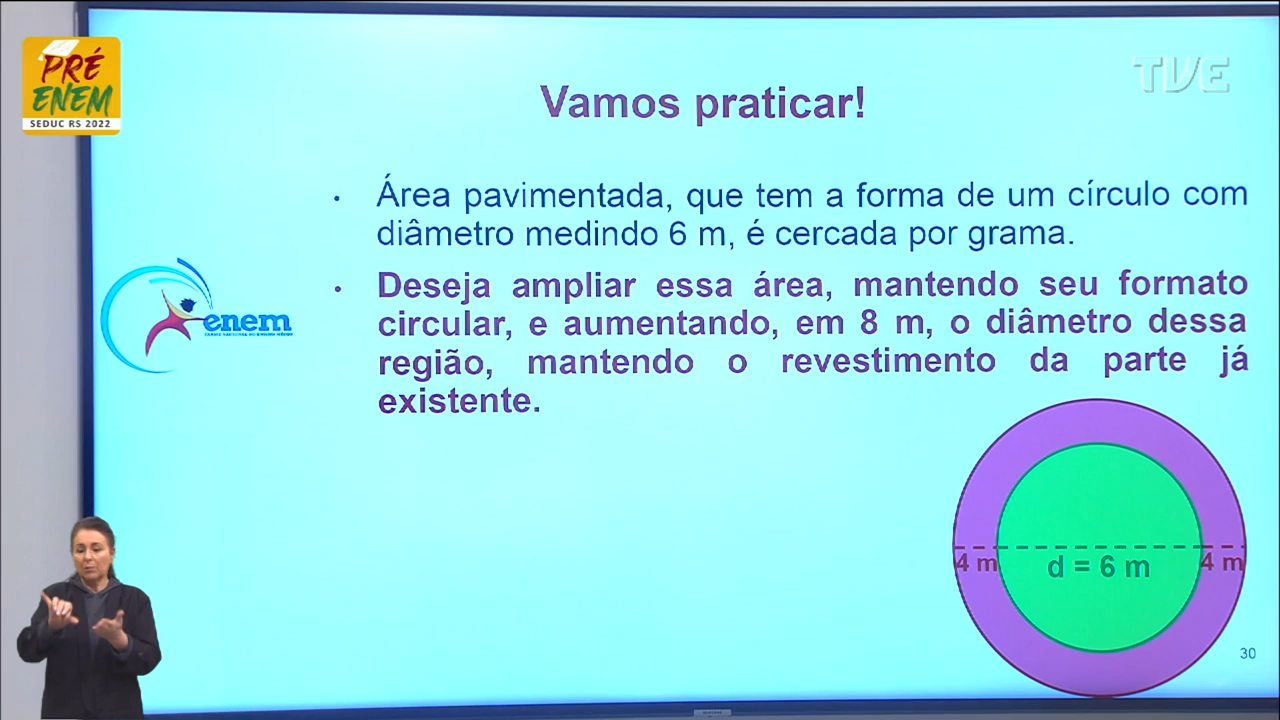 PRÉ
ENEM
SEDUC RS 2022
TVE
Vamos praticar!
• Área pavimentada, que tem a forma de um círculo com
diâmetro medindo 6 m, é cercada por grama.
• Deseja ampliar essa área, mantendo seu formato
circular, e aumentando, em 8 m, o diâmetro dessa
região, mantendo o revestimento da parte já
existente.
enem
4 m
d = 6 m
4 m
30